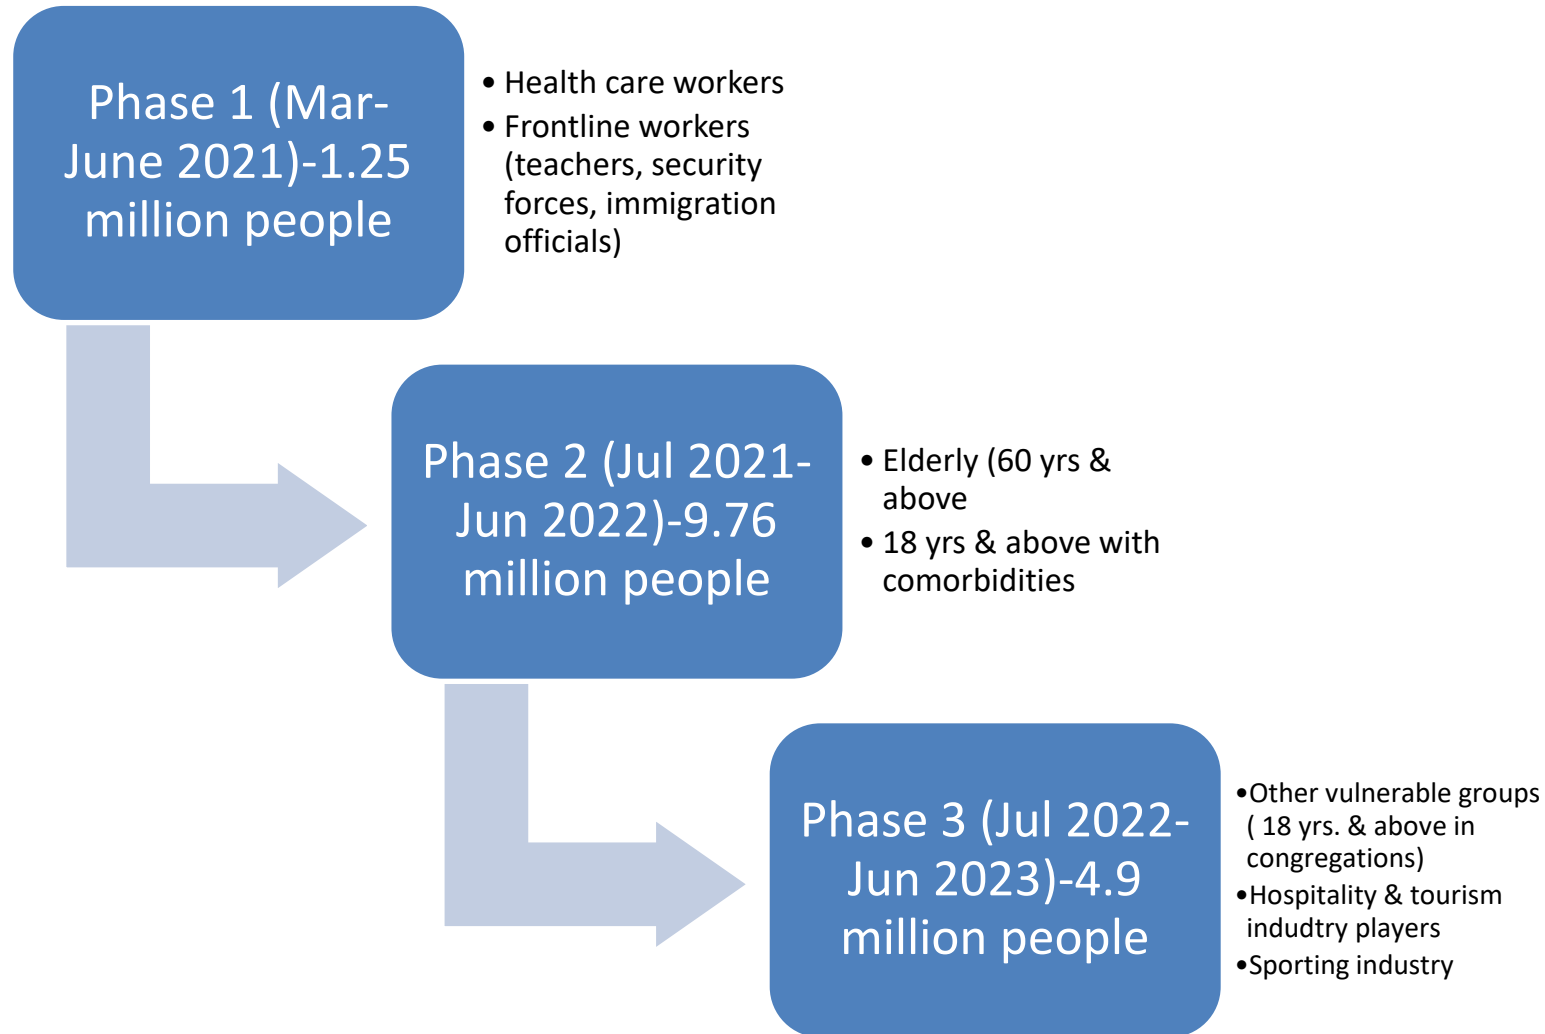 Phase 1 (Mar-
June 2021)-1.25
million people
• Health care workers
• Frontline workers
(teachers, security
forces, immigration
officials)
Phase 2 (Jul 2021-
Jun 2022)-9.76
million people
• Elderly (60 yrs &
above
• 18 yrs & above with
comorbidities
Phase 3 (Jul 2022-
Jun 2023)-4.9
million people
•Other vulnerable groups
( 18 yrs. & above in
congregations)
•Hospitality & tourism
indudtry players
•Sporting industry